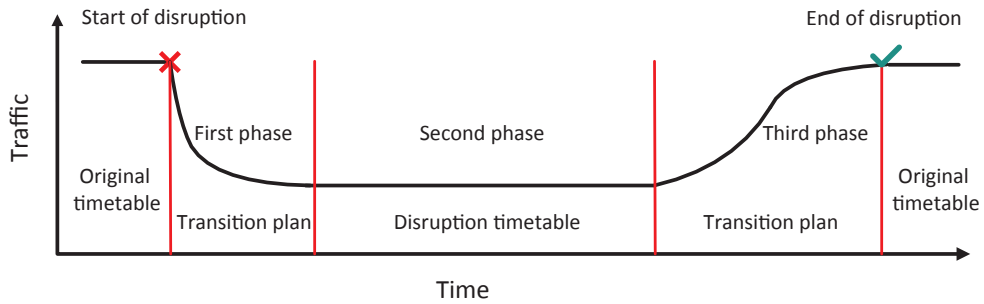 Start of disruption
End of disruption
Traffic
First phase
Second phase
Third phase
Original
timetable
Transition plan
Disruption timetable
Transition plan
Original
timetable
Time